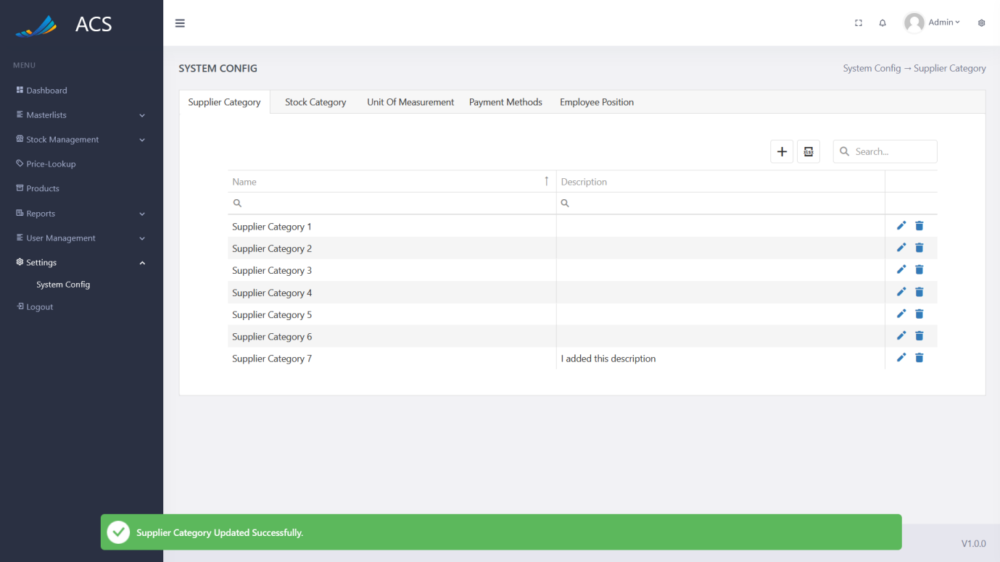 ACS
Admin
MENU
Dashboard
Masterlists
Stock Management
Price-Lookup
Products
Reports
User Management
Settings
System Config
Logout
SYSTEM CONFIG
System Config → Supplier Category
Supplier Category Stock Category Unit Of Measurement Payment Methods Employee Position
xlsx Search...
Name ↑ Description
Supplier Category 1
Supplier Category 2
Supplier Category 3
Supplier Category 4
Supplier Category 5
Supplier Category 6
Supplier Category 7 I added this description
Supplier Category Updated Successfully.
V1.0.0